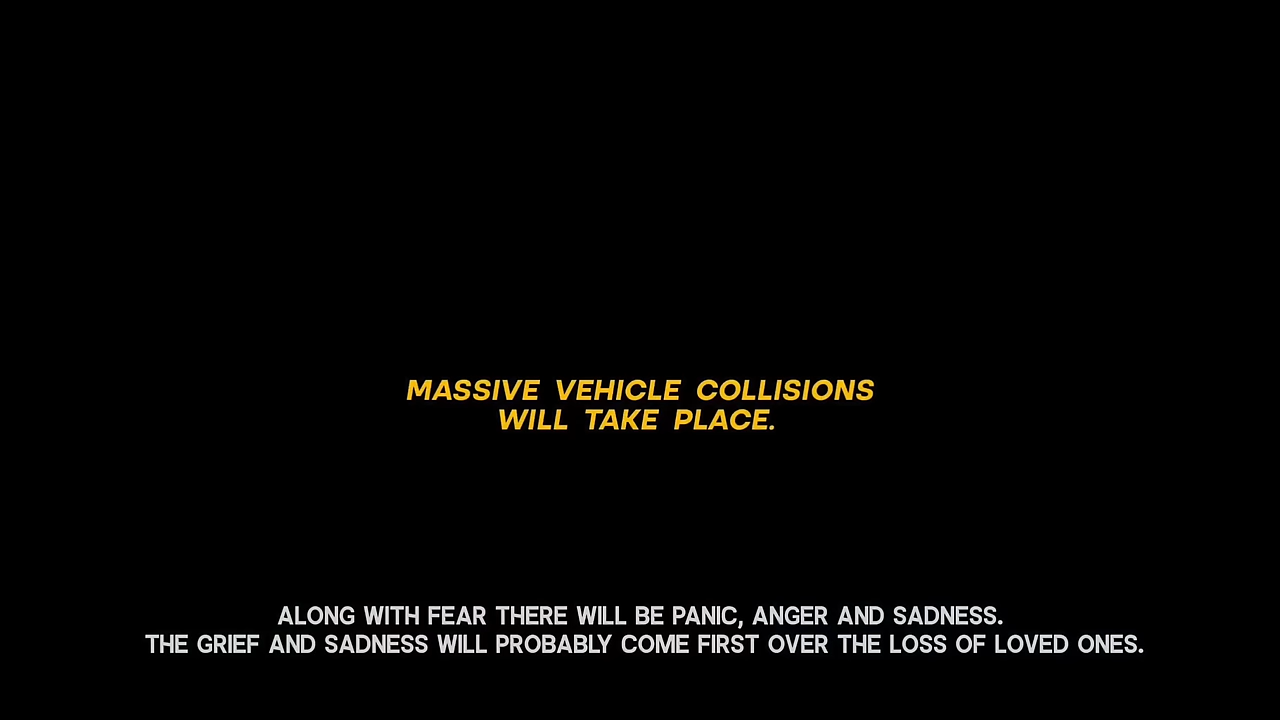 MASSIVE VEHICLE COLLISIONS
WILL TAKE PLACE.
ALONG WITH FEAR THERE WILL BE PANIC, ANGER AND SADNESS.
THE GRIEF AND SADNESS WILL PROBABLY COME FIRST OVER THE LOSS OF LOVED ONES.